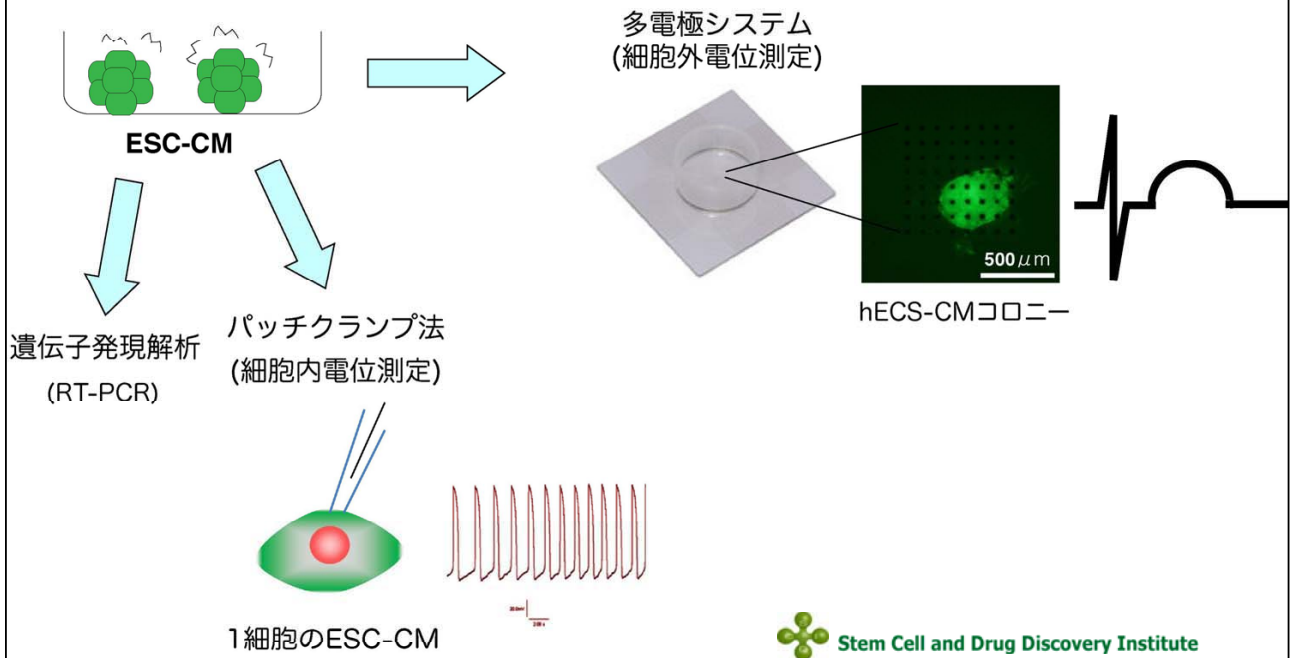 多電極システム
(細胞外電位測定)
ESC-CM
500μm
hECS-CMコロニー
遺伝子発現解析
(RT-PCR)
パッチクランプ法
(細胞内電位測定)
1細胞のESC-CM
Stem Cell and Drug Discovery Institute